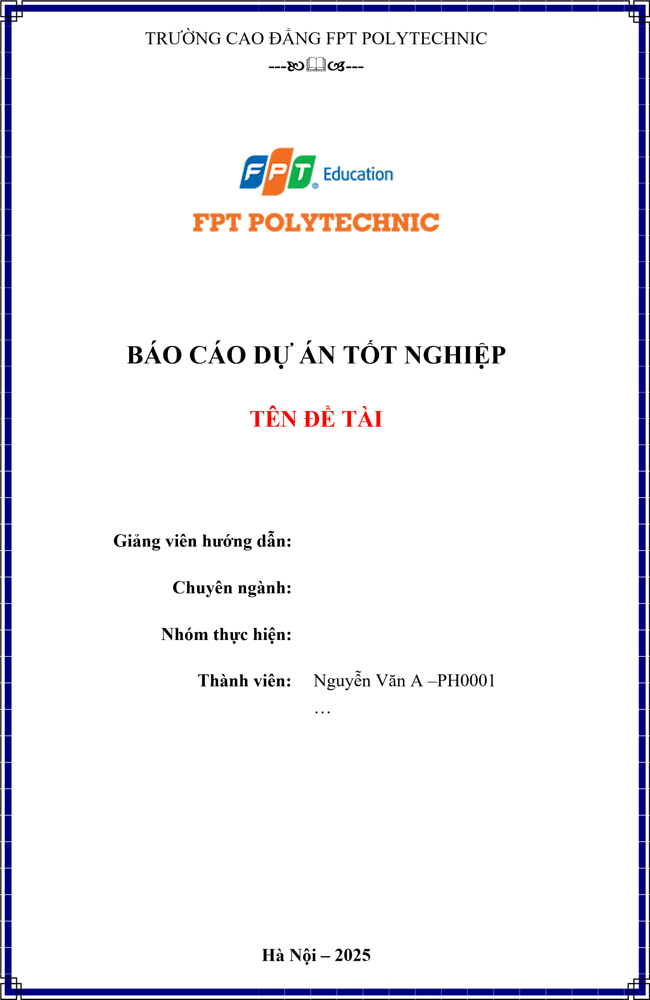 TRƯỜNG CAO ĐẲNG FPT POLYTECHNIC
FPT Education
FPT POLYTECHNIC
BÁO CÁO DỰ ÁN TỐT NGHIỆP
TÊN ĐỀ TÀI
Giảng viên hướng dẫn:
Chuyên ngành:
Nhóm thực hiện:
Thành viên: Nguyễn Văn A –PH0001
…
Hà Nội – 2025